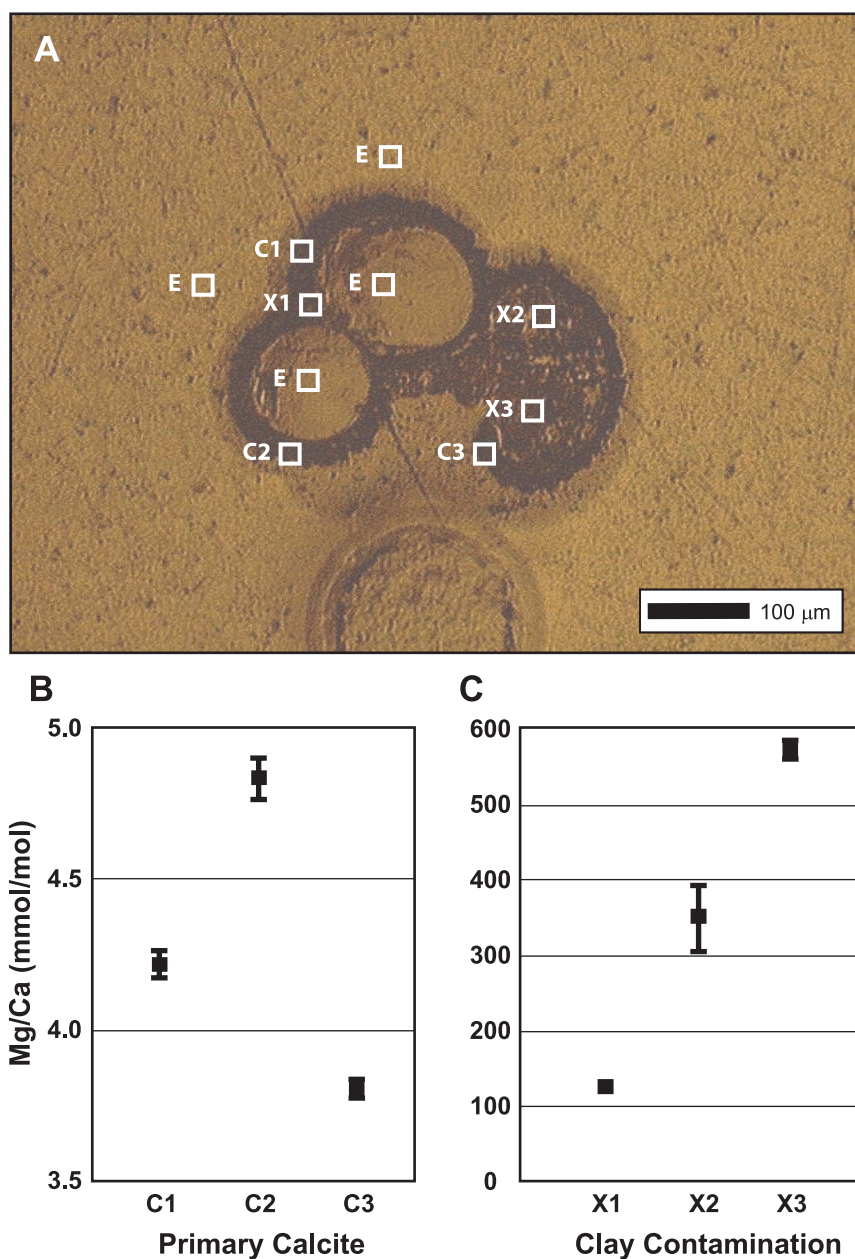 A
E
C1
E
E
X1
X2
E
X3
C2
C3
100 μm
B
C
Mg/Ca (mmol/mol)
5.0
4.5
4.0
3.5
C1
C2
C3
Primary Calcite
600
500
400
300
200
100
0
X1
X2
X3
Clay Contamination